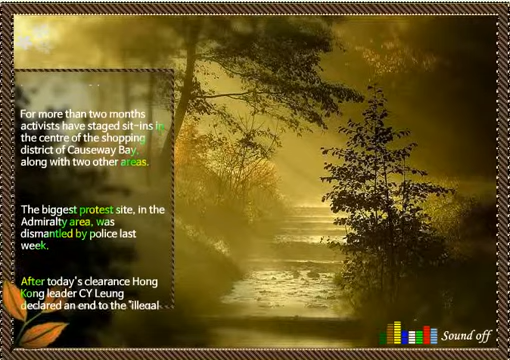 For more than two months
activists have staged sit-ins in
the centre of the shopping
district of Causeway Bay,
along with two other areas.
The biggest protest site, in the
Admiralty area, was
dismantled by police last
week.
After today's clearance Hong
Kong leader CY Leung
declared an end to the "illegal
Sound off